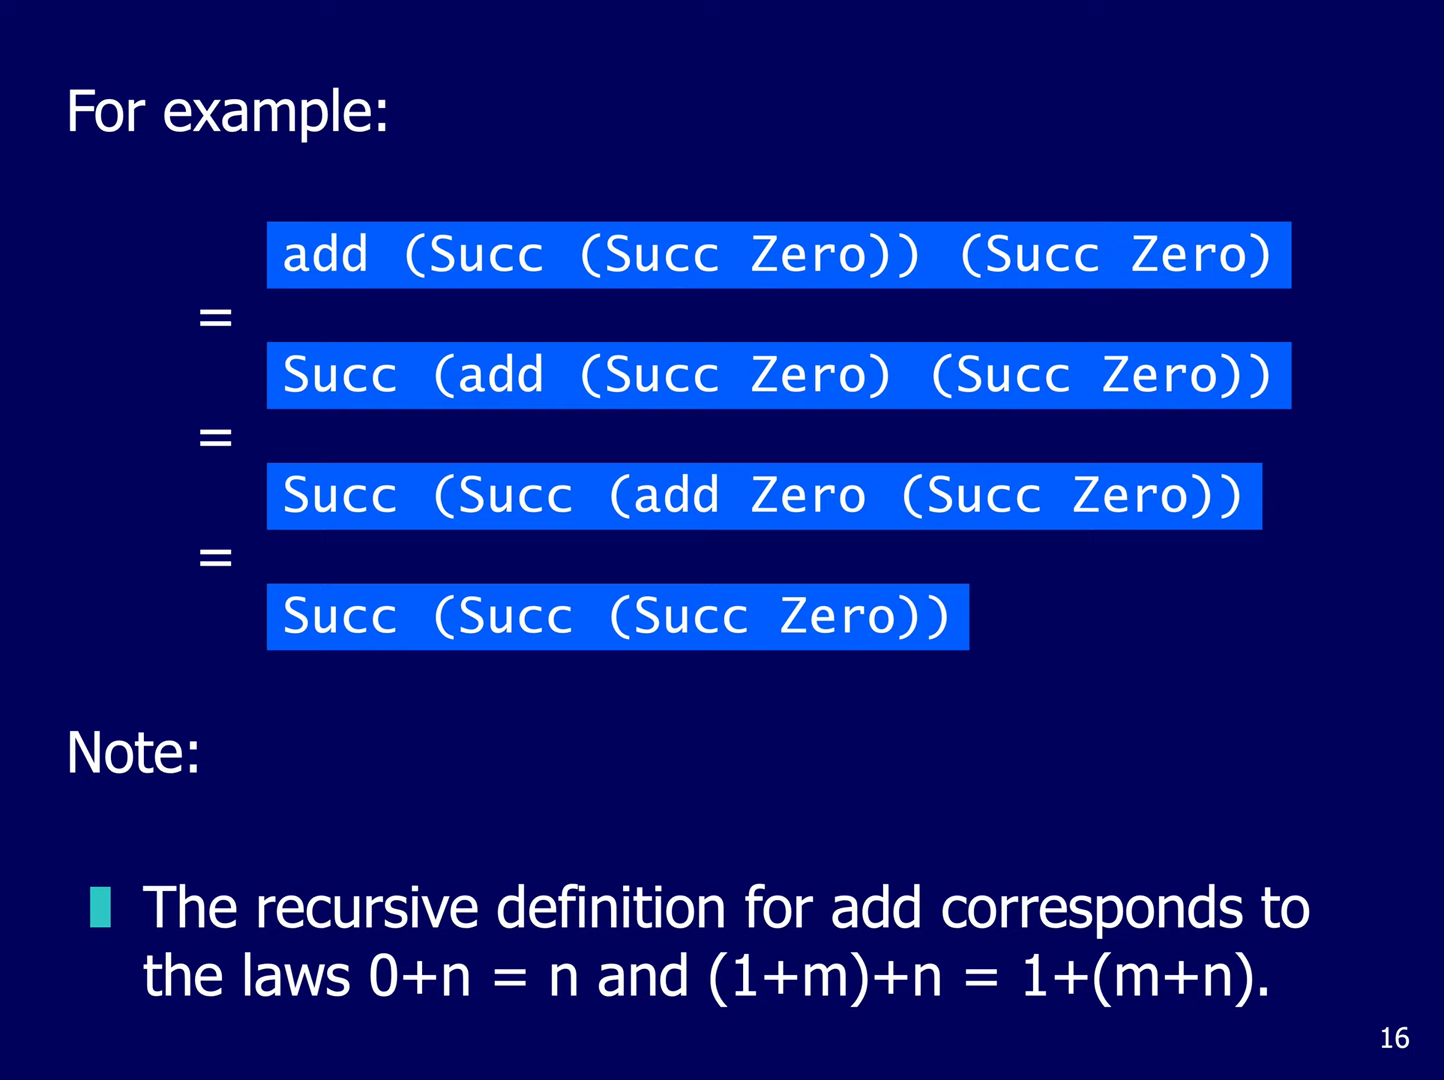 For example:
add (Succ (Succ Zero)) (Succ Zero)
=
Succ (add (Succ Zero) (Succ Zero))
=
Succ (Succ (add Zero (Succ Zero))
=
Succ (Succ (Succ Zero))
Note:
The recursive definition for add corresponds to
the laws 0+n = n and (1+m)+n = 1+(m+n).
16